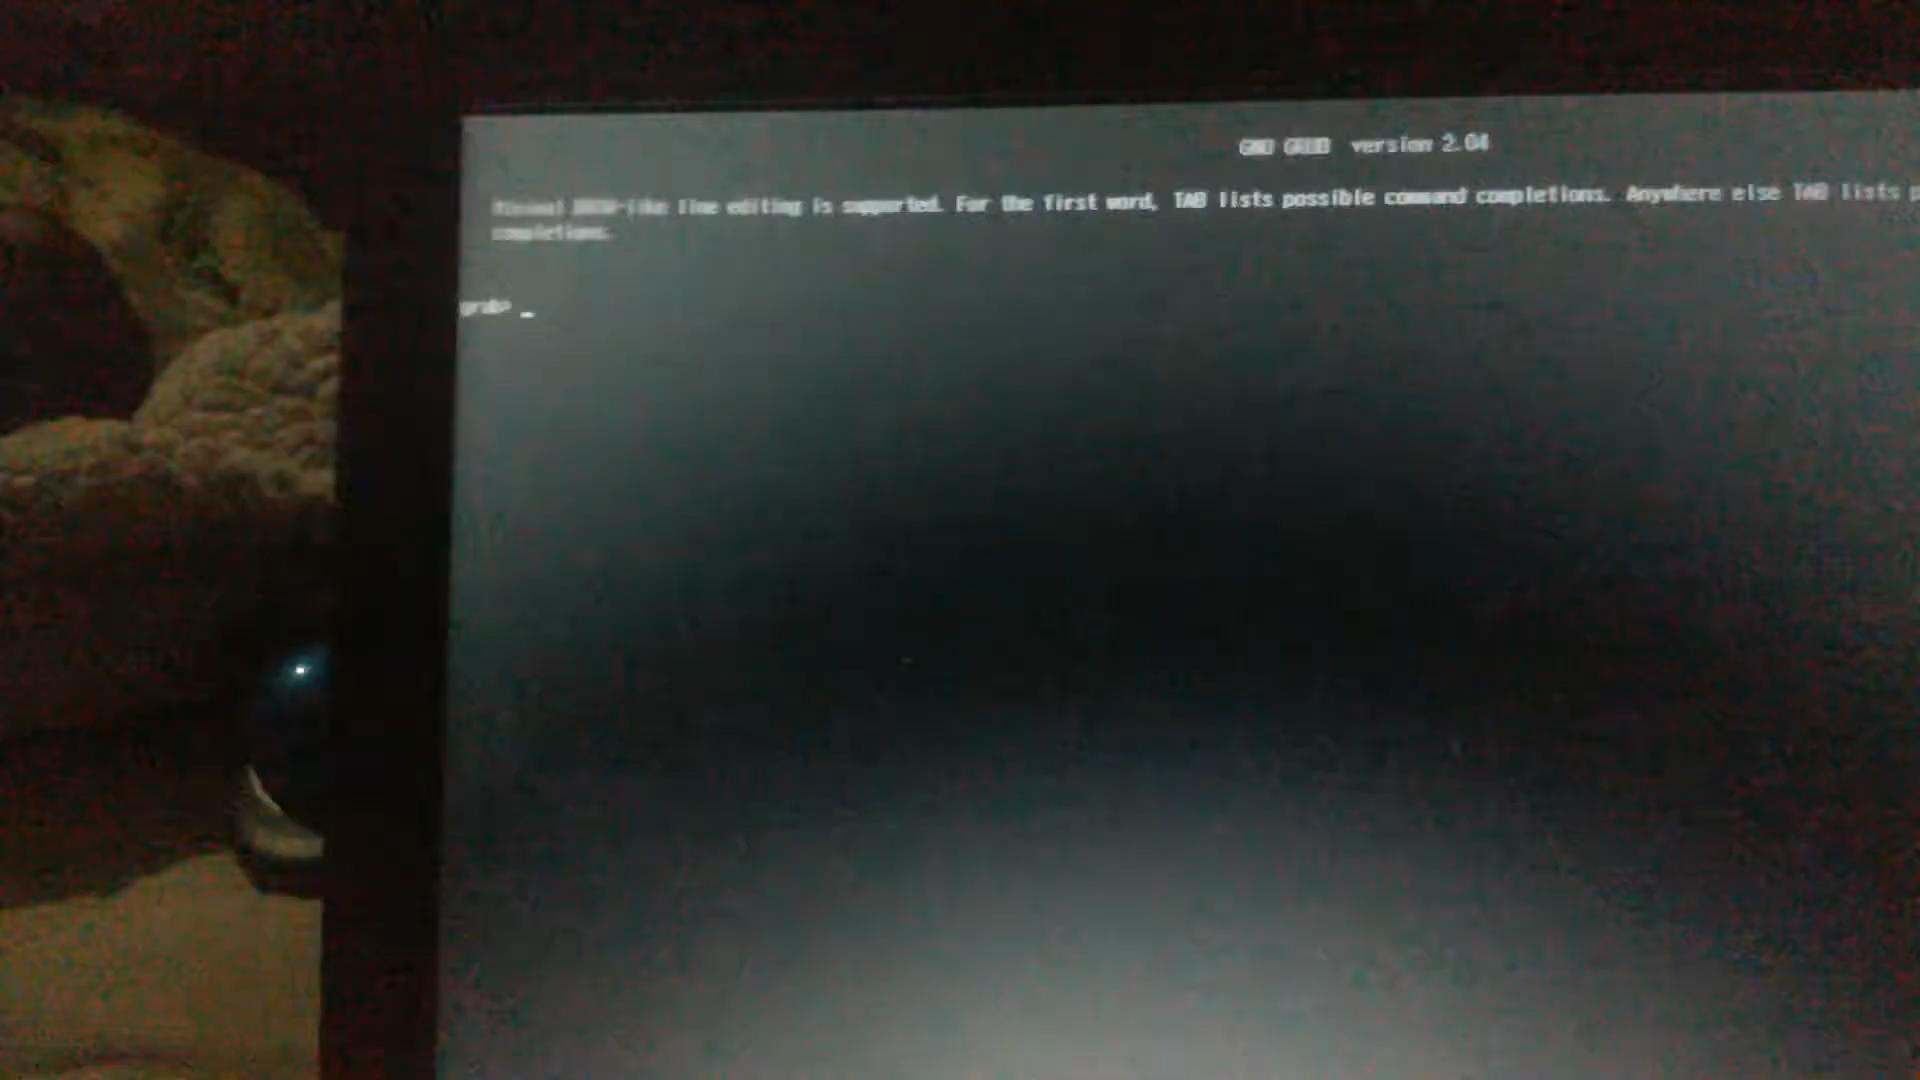 GNU GRUB version 2.04
Minimal BASH-like line editing is supported. For the first word, TAB lists possible command completions. Anywhere else TAB lists p
completions.
grub> _